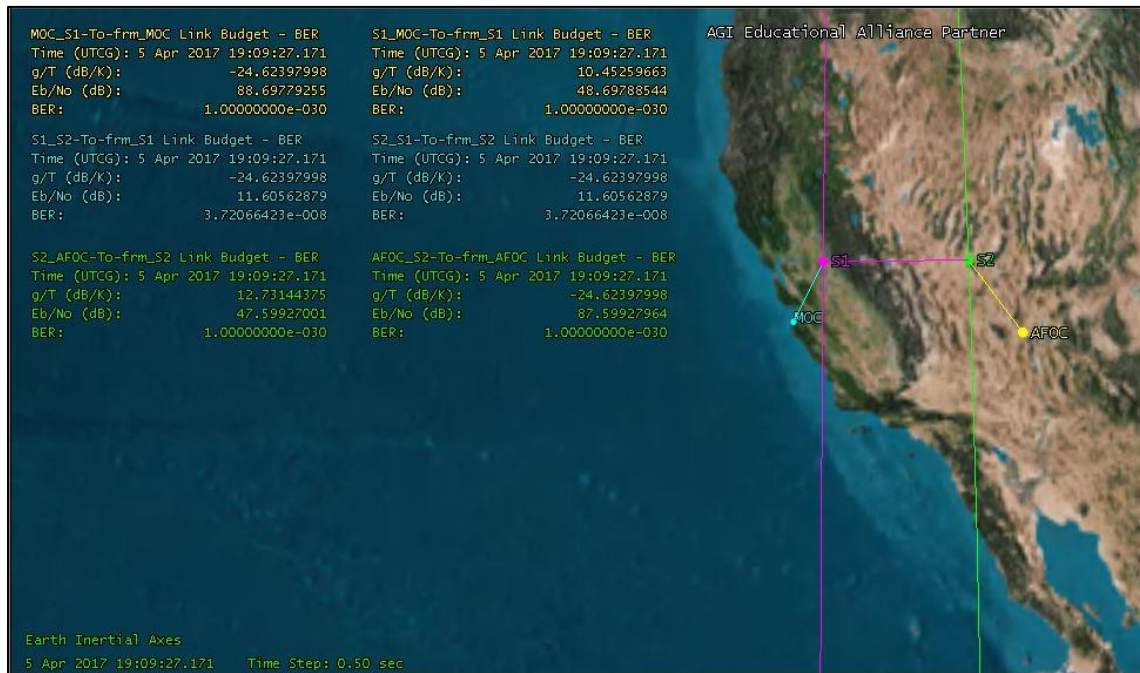 MOC_S1-To-frm_MOC Link Budget - BER
Time (UTCG): 5 Apr 2017 19:09:27.171
g/T (dB/K): -24.62397998
Eb/No (dB): 88.69779255
BER: 1.00000000e-030
S1_MOC-To-frm_S1 Link Budget - BER
Time (UTCG): 5 Apr 2017 19:09:27.171
g/T (dB/K): 10.45259663
Eb/No (dB): 48.69788544
BER: 1.00000000e-030
AGI Educational Alliance Partner
S1_S2-To-frm_S1 Link Budget - BER
Time (UTCG): 5 Apr 2017 19:09:27.171
g/T (dB/K): -24.62397998
Eb/No (dB): 11.60562879
BER: 3.72066423e-008
S2_S1-To-frm_S2 Link Budget - BER
Time (UTCG): 5 Apr 2017 19:09:27.171
g/T (dB/K): -24.62397998
Eb/No (dB): 11.60562879
BER: 3.72066423e-008
S2_AFOC-To-frm_S2 Link Budget - BER
Time (UTCG): 5 Apr 2017 19:09:27.171
g/T (dB/K): 12.73144375
Eb/No (dB): 47.59927001
BER: 1.00000000e-030
AFOC_S2-To-frm_AFOC Link Budget - BER
Time (UTCG): 5 Apr 2017 19:09:27.171
g/T (dB/K): -24.62397998
Eb/No (dB): 87.59927964
BER: 1.00000000e-030
S1
S2
MOC
AFOC
Earth Inertial Axes
5 Apr 2017 19:09:27.171 Time Step: 0.50 sec